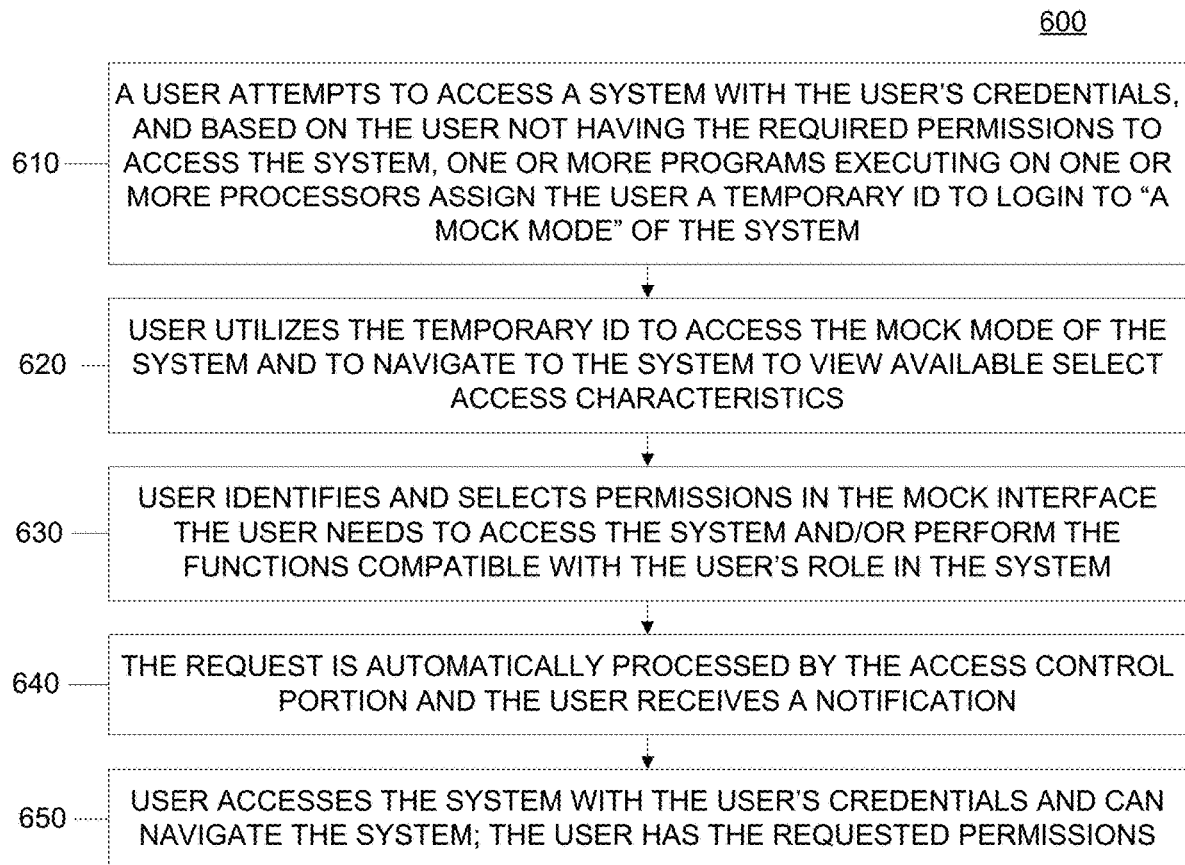 600
A USER ATTEMPTS TO ACCESS A SYSTEM WITH THE USER'S CREDENTIALS,
AND BASED ON THE USER NOT HAVING THE REQUIRED PERMISSIONS TO
610
ACCESS THE SYSTEM, ONE OR MORE PROGRAMS EXECUTING ON ONE OR
MORE PROCESSORS ASSIGN THE USER A TEMPORARY ID TO LOGIN TO “A
MOCK MODE” OF THE SYSTEM
USER UTILIZES THE TEMPORARY ID TO ACCESS THE MOCK MODE OF THE
620
SYSTEM AND TO NAVIGATE TO THE SYSTEM TO VIEW AVAILABLE SELECT
ACCESS CHARACTERISTICS
USER IDENTIFIES AND SELECTS PERMISSIONS IN THE MOCK INTERFACE
630
THE USER NEEDS TO ACCESS THE SYSTEM AND/OR PERFORM THE
FUNCTIONS COMPATIBLE WITH THE USER'S ROLE IN THE SYSTEM
640
THE REQUEST IS AUTOMATICALLY PROCESSED BY THE ACCESS CONTROL
PORTION AND THE USER RECEIVES A NOTIFICATION
650
USER ACCESSES THE SYSTEM WITH THE USER'S CREDENTIALS AND CAN
NAVIGATE THE SYSTEM; THE USER HAS THE REQUESTED PERMISSIONS